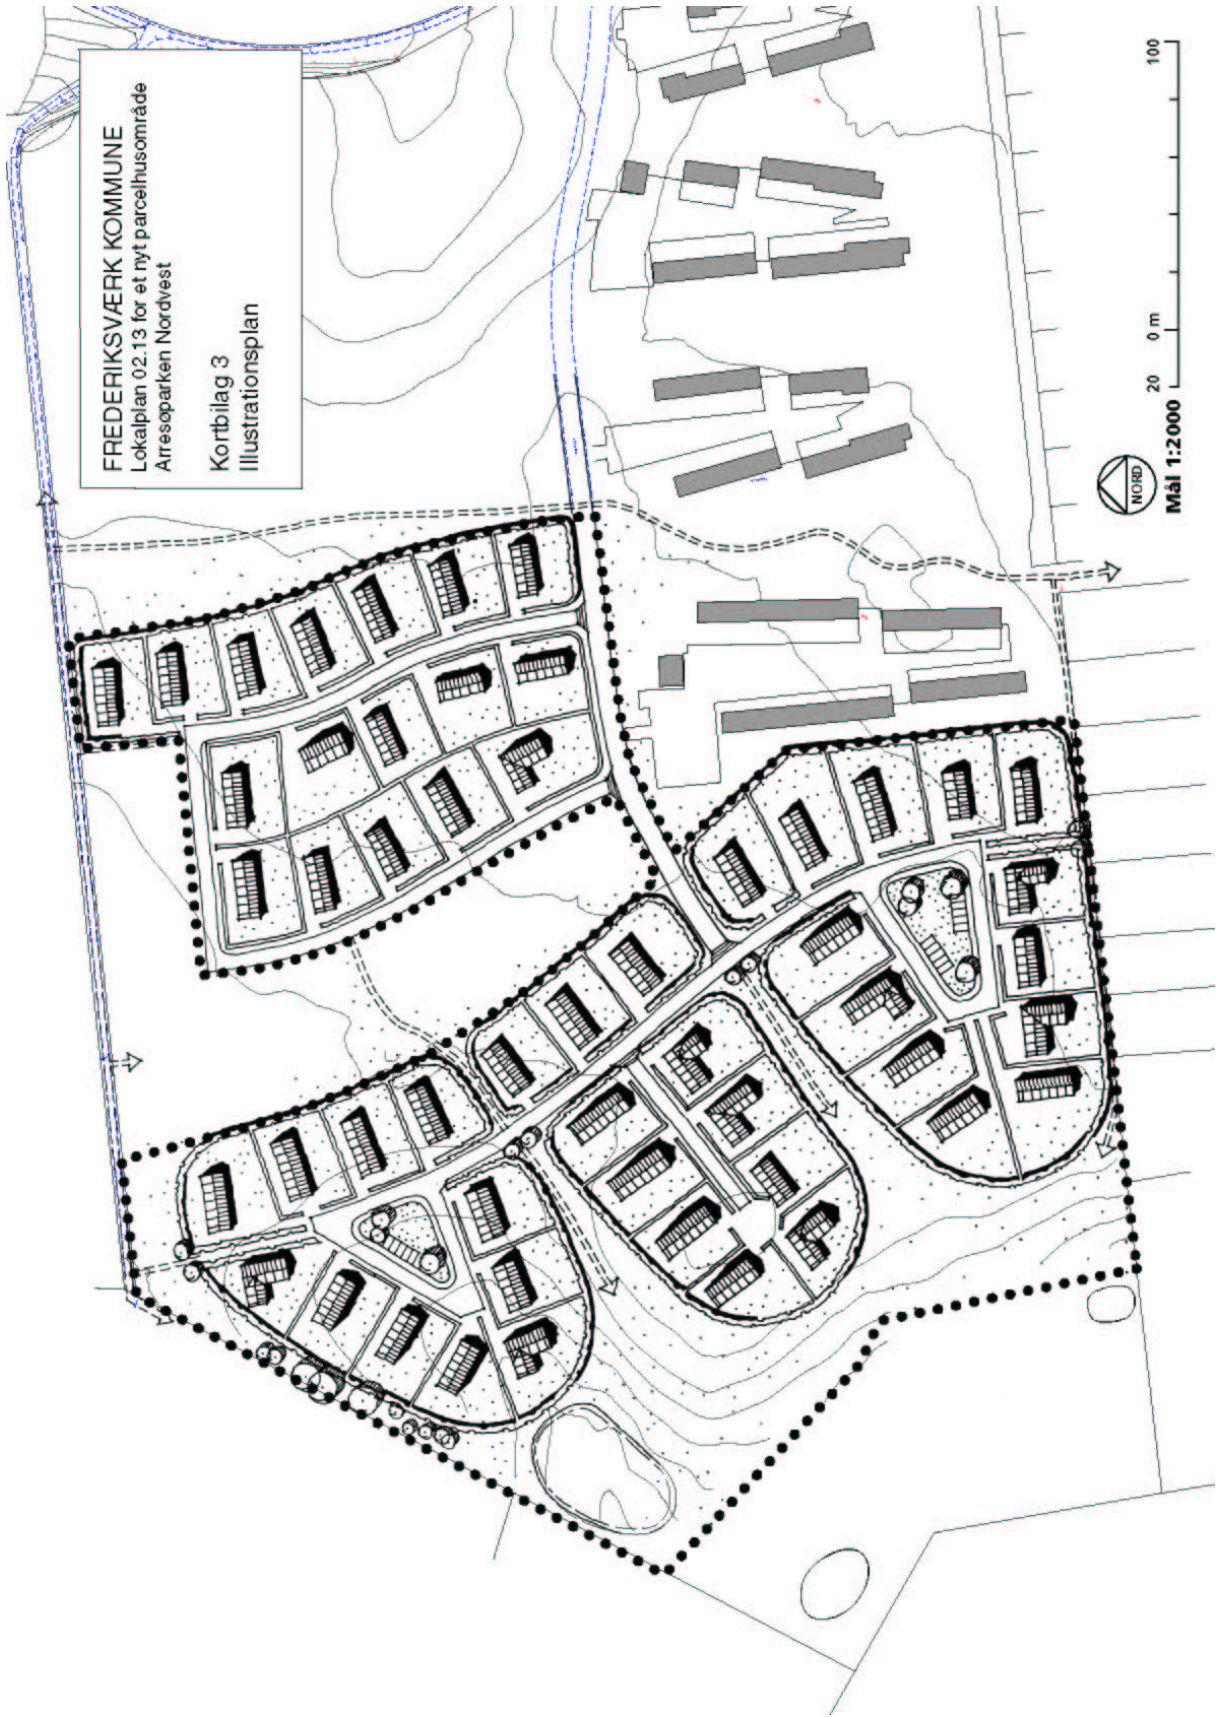 FREDERIKSVÆRK KOMMUNE
Lokalplan 02.13 for et nyt parcelhusområde
Arresøparken Nordvest
Kortbilag 3
Illustrationsplan
NORD
Mål 1:2000
20 0 m 100